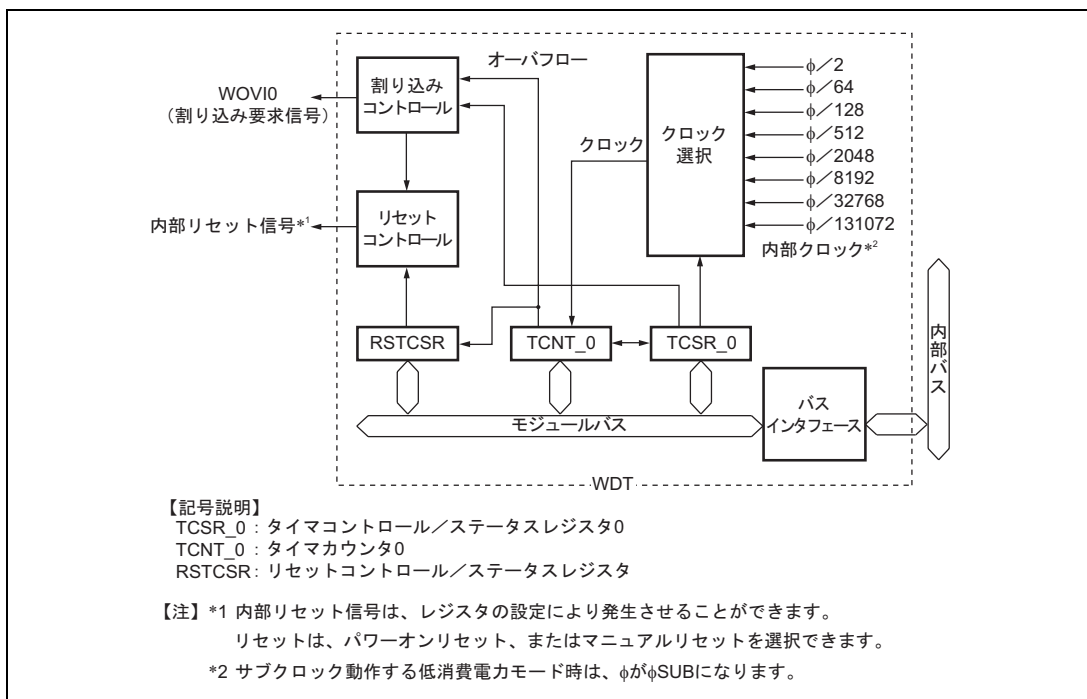 オーバフロー
割り込み
コントロール
WOVI0
（割り込み要求信号）
クロック
クロック
選択
φ／2
φ／64
φ／128
φ／512
φ／2048
φ／8192
φ／32768
φ／131072
内部クロック*2
リセット
コントロール
内部リセット信号*1
RSTCSR
TCNT_0
TCSR_0
モジュールバス
バス
インタフェース
内部バス
WDT
【記号説明】
TCSR_0：タイマコントロール／ステータスレジスタ0
TCNT_0：タイマカウンタ0
RSTCSR：リセットコントロール／ステータスレジスタ
【注】*1 内部リセット信号は、レジスタの設定により発生させることができます。
リセットは、パワーオンリセット、またはマニュアルリセットを選択できます。
*2 サブクロック動作する低消費電力モード時は、φがφSUBになります。